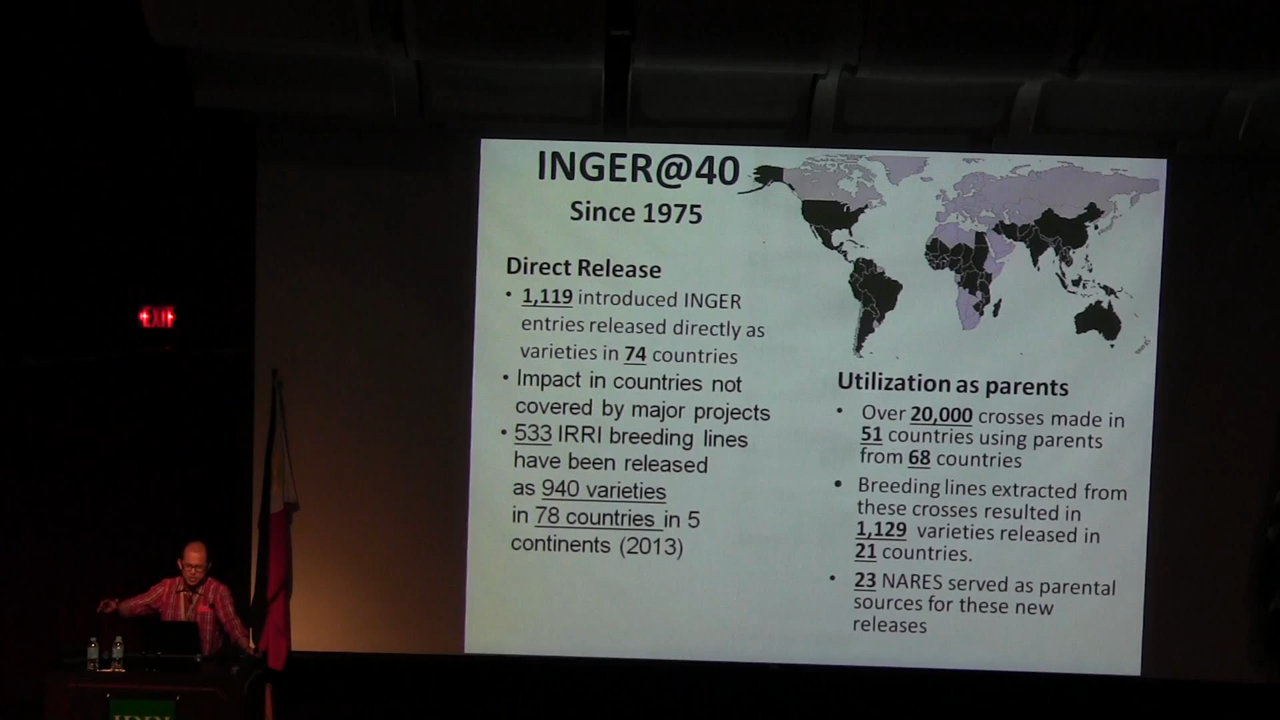 INGER@40
Since 1975
Direct Release
• 1,119 introduced INGER
entries released directly as
varieties in 74 countries
• Impact in countries not
covered by major projects
• 533 IRRI breeding lines
have been released
as 940 varieties
in 78 countries in 5
continents (2013)
Utilization as parents
• Over 20,000 crosses made in
51 countries using parents
from 68 countries
• Breeding lines extracted from
these crosses resulted in
1,129 varieties released in
21 countries.
• 23 NARES served as parental
sources for these new
releases
EXIT
IRRI